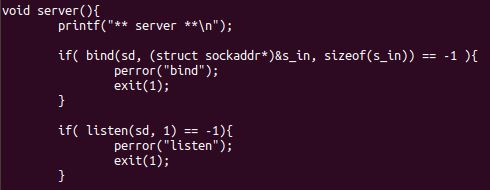 void server(){
        printf("** server **\n");

        if( bind(sd, (struct sockaddr*)&s_in, sizeof(s_in)) == -1 ){
                perror("bind");
                exit(1);
        }

        if( listen(sd, 1) == -1){
                perror("listen");
                exit(1);
        }